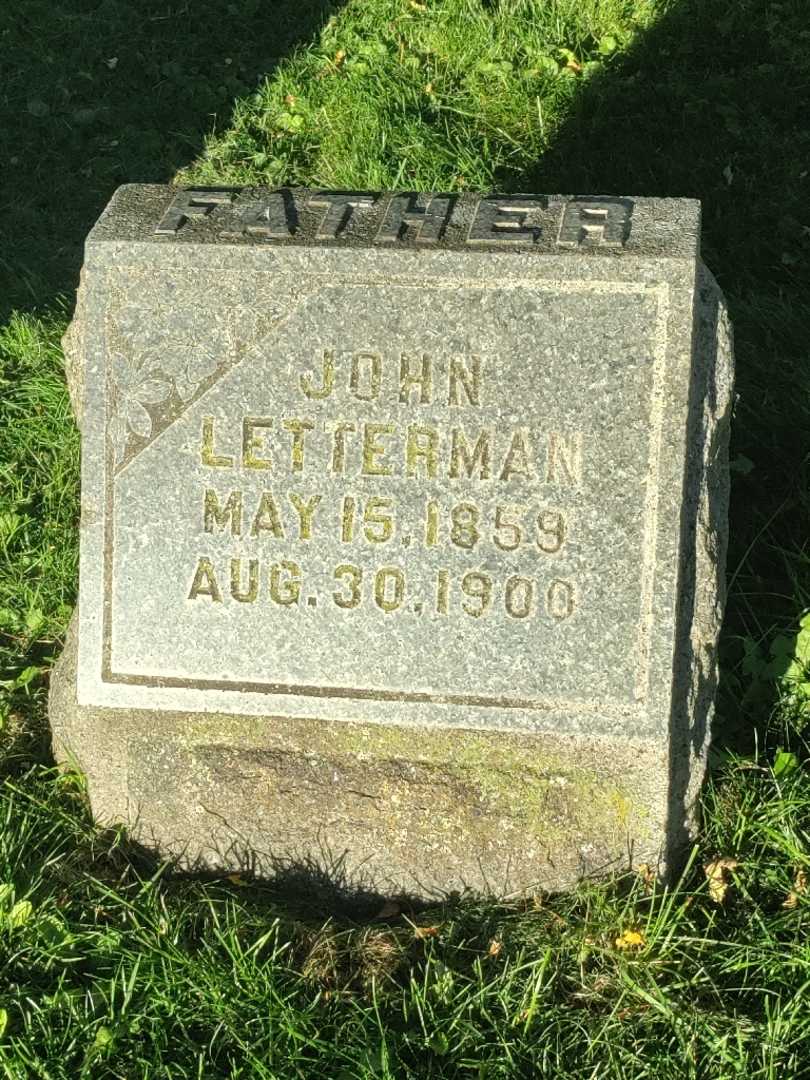 FATHER
JOHN
LETTERMAN
MAY 15, 1859
AUG. 30, 1900